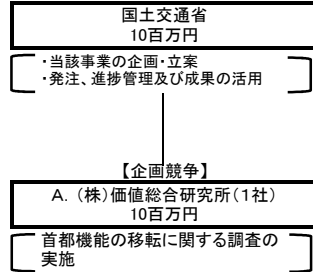 国土交通省
10百万円
・当該事業の企画・立案
・発注、進捗管理及び成果の活用
【企画競争】
A. (株)価値総合研究所(1社)
10百万円
首都機能の移転に関する調査の
実施